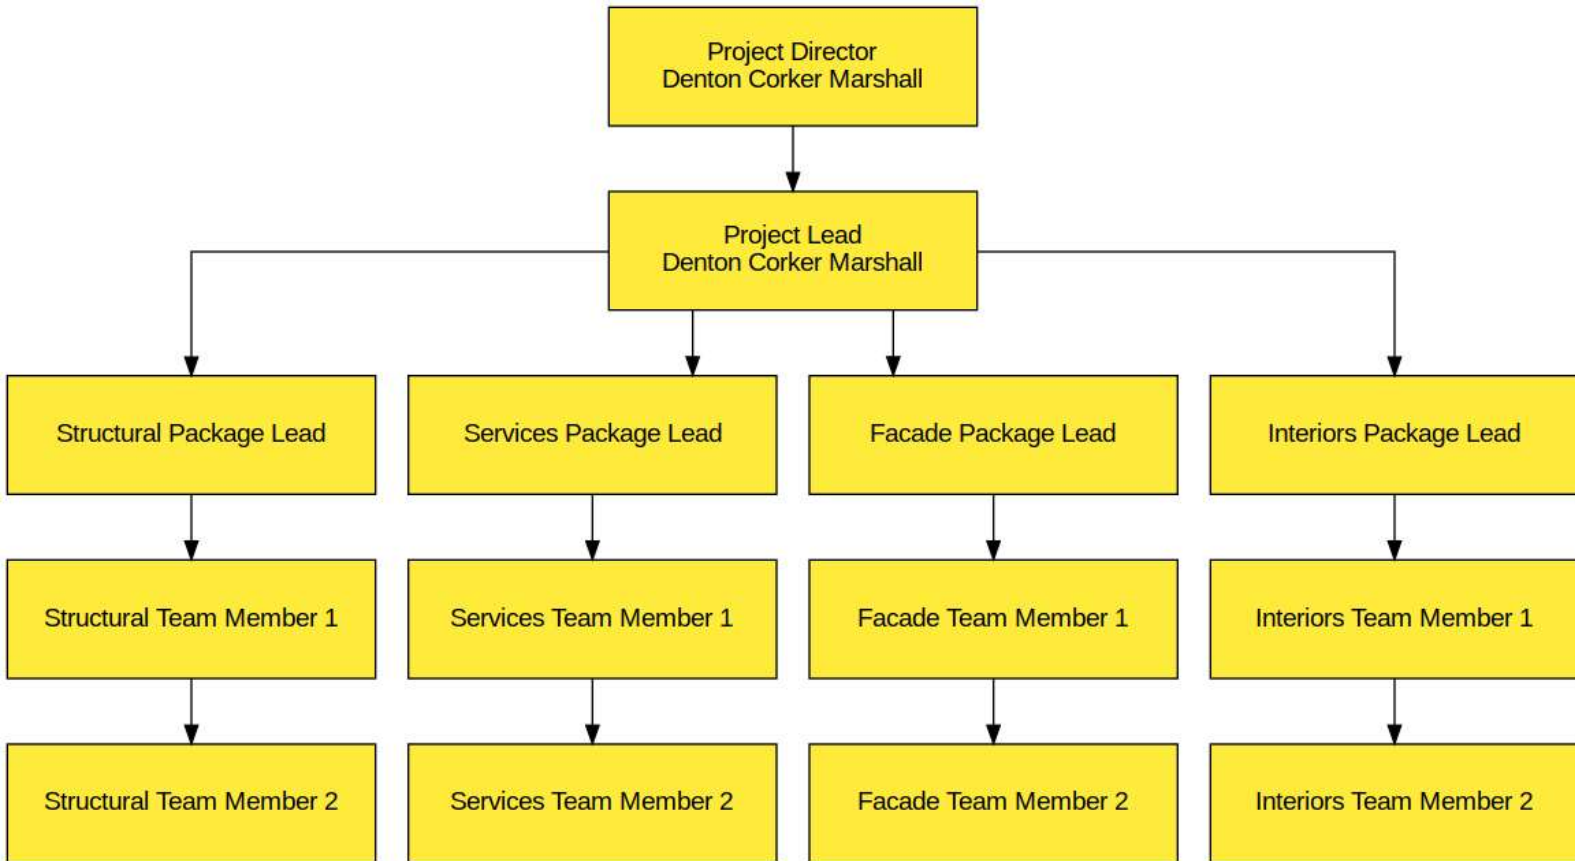 Project Director
Denton Corker Marshall
Project Lead
Denton Corker Marshall
Structural Package Lead
Services Package Lead
Facade Package Lead
Interiors Package Lead
Structural Team Member 1
Services Team Member 1
Facade Team Member 1
Interiors Team Member 1
Structural Team Member 2
Services Team Member 2
Facade Team Member 2
Interiors Team Member 2